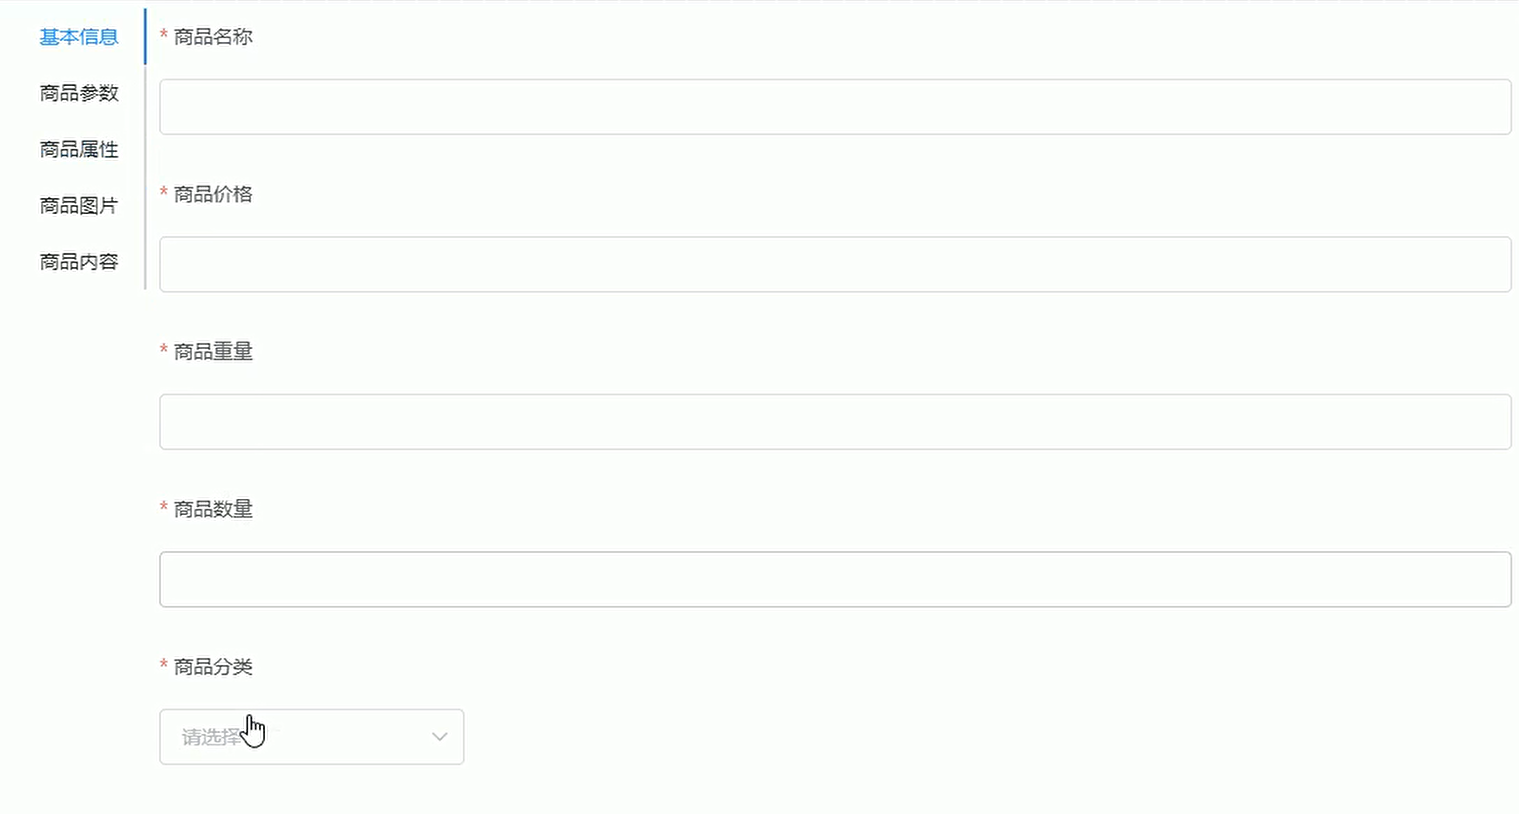 基本信息
商品参数
商品属性
商品图片
商品内容
* 商品名称
* 商品价格
* 商品重量
* 商品数量
* 商品分类
请选择